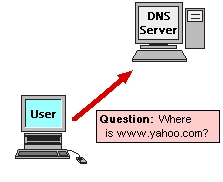 DNS
Server
User
Question: Where
is www.yahoo.com?